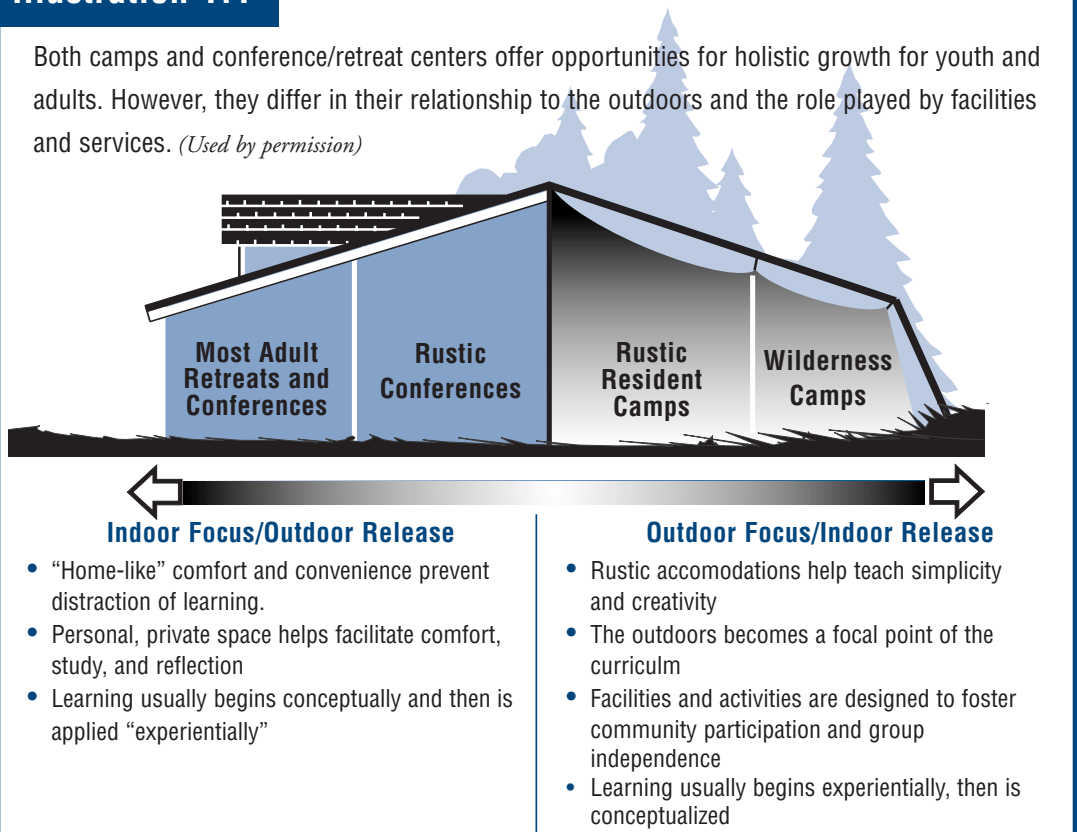 Both camps and conference/retreat centers offer opportunities for holistic growth for youth and
adults. However, they differ in their relationship to the outdoors and the role played by facilities
and services. (Used by permission)
Most Adult
Retreats and
Conferences
Rustic
Conferences
Rustic
Resident
Camps
Wilderness
Camps
Indoor Focus/Outdoor Release
• “Home-like” comfort and convenience prevent
distraction of learning.
• Personal, private space helps facilitate comfort,
study, and reflection
• Learning usually begins conceptually and then is
applied “experientially”
Outdoor Focus/Indoor Release
• Rustic accomodations help teach simplicity
and creativity
• The outdoors becomes a focal point of the
curriculm
• Facilities and activities are designed to foster
community participation and group
independence
• Learning usually begins experientially, then is
conceptualized